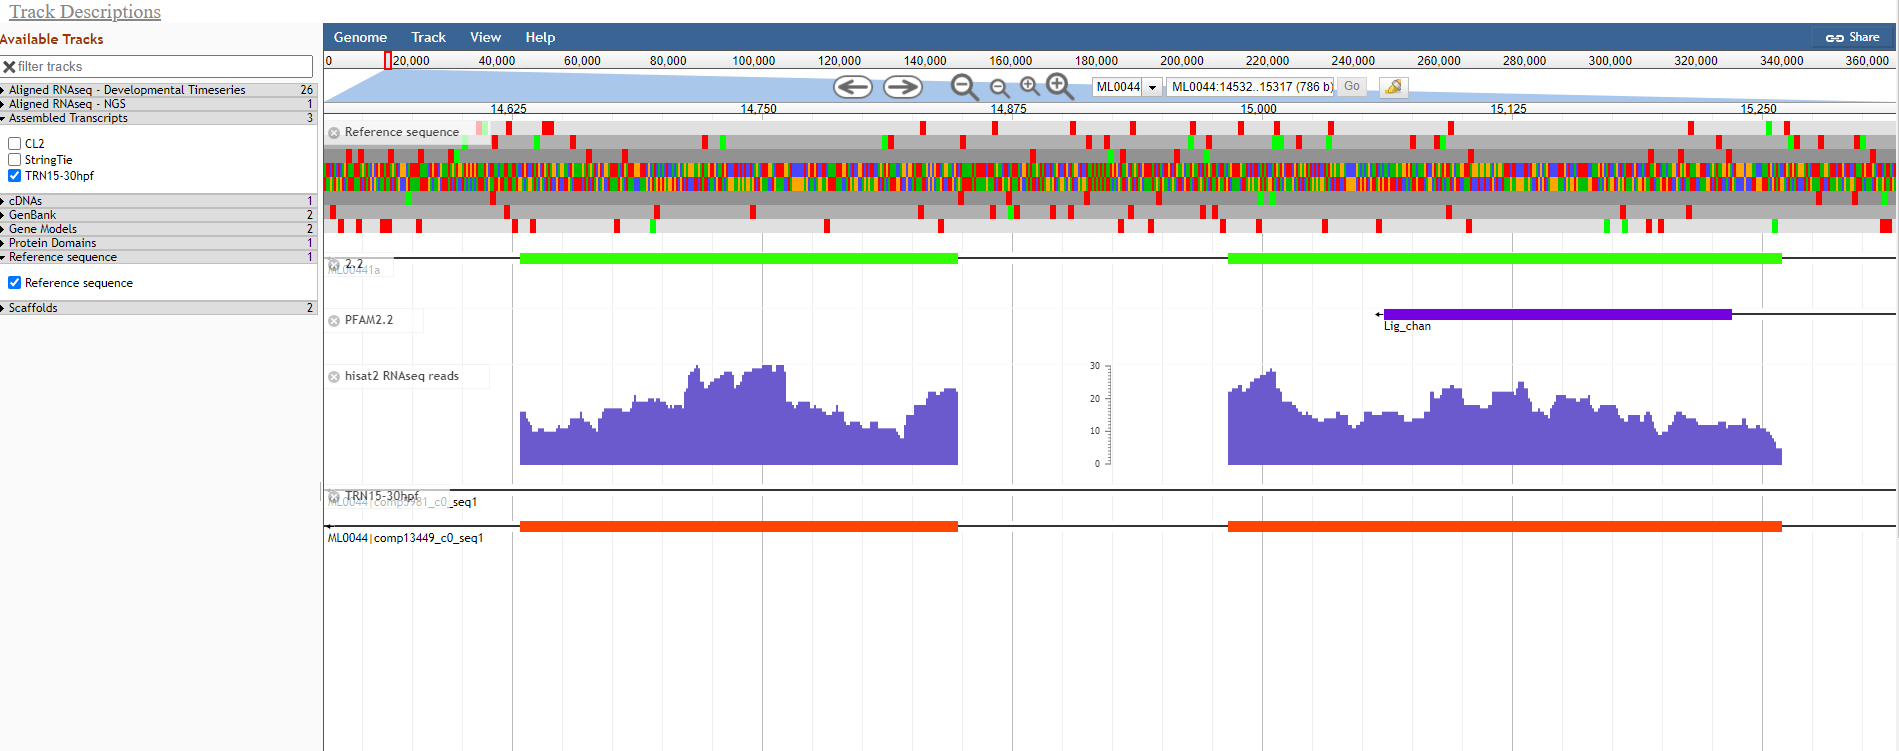 Track Descriptions
Available Tracks
filter tracks
Aligned RNAseq - Developmental Timeseries 26
Aligned RNAseq - NGS 1
Assembled Transcripts 3
CL2
StringTie
TRN15-30hpf
cDNAs 1
GenBank 2
Gene Models 2
Protein Domains 1
Reference sequence 1
Reference sequence
Scaffolds 2
Genome Track View Help Share
0 20,000 40,000 60,000 80,000 100,000 120,000 140,000 160,000 180,000 200,000 220,000 240,000 260,000 280,000 300,000 320,000 340,000 360,000
ML0044 ML0044:14532..15317 (786 b) Go
14,625 14,750 14,875 15,000 15,125 15,250
Reference sequence
2.2
ML00441a
PFAM2.2
Lig_chan
hisat2 RNAseq reads
30
20
10
0
TRN15-30hpf
ML0044|comp5981_c0_seq1
ML0044|comp13449_c0_seq1